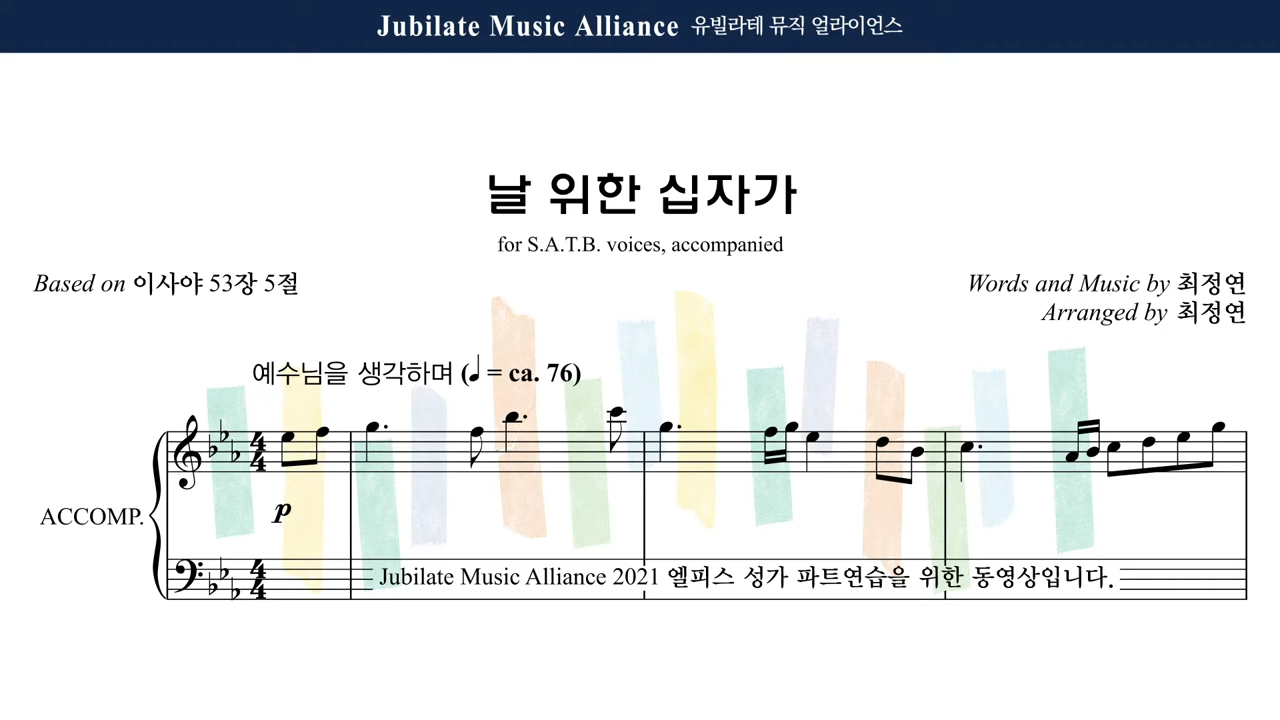 Jubilate Music Alliance 유빌라테 뮤직 얼라이언스
날 위한 십자가
for S.A.T.B. voices, accompanied
Based on 이사야 53장 5절
Words and Music by 최정연
Arranged by 최정연
예수님을 생각하며 (♩ = ca. 76)
ACCOMP.
p
Jubilate Music Alliance 2021 엘피스 성가 파트연습을 위한 동영상입니다.